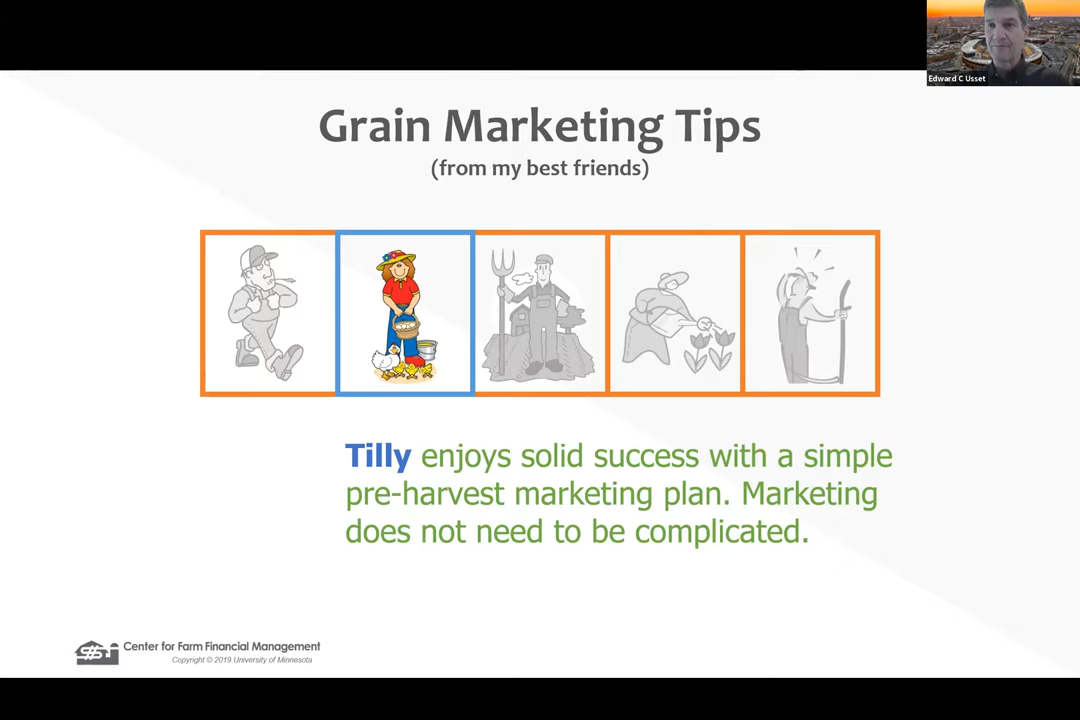 Edward C Usset
Grain Marketing Tips
(from my best friends)
Tilly enjoys solid success with a simple
pre-harvest marketing plan. Marketing
does not need to be complicated.
Center for Farm Financial Management
Copyright © 2019 University of Minnesota